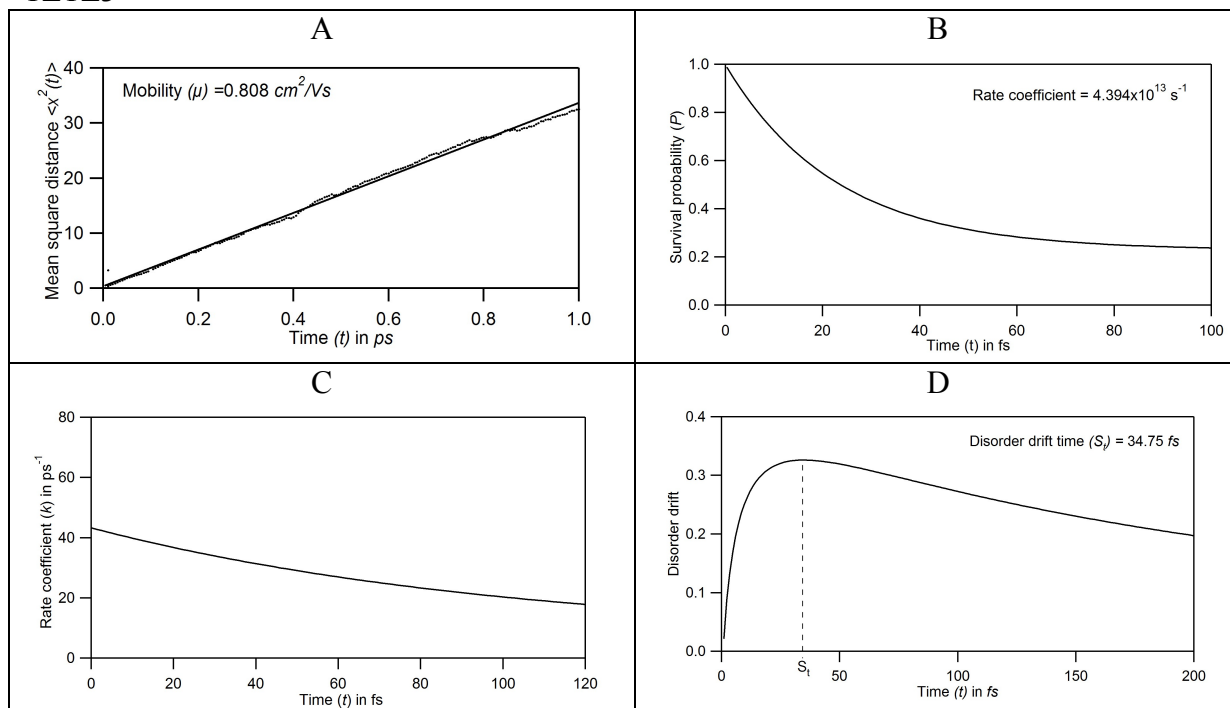 A
Mean square distance <x²(t)>
40
30
20
10
0
Mobility (μ) =0.808 cm²/Vs
0.0 0.2 0.4 0.6 0.8 1.0
Time (t) in ps
B
Survival probability (P)
1.0
0.8
0.6
0.4
0.2
0.0
Rate coefficient = 4.394x10¹³ s⁻¹
0 20 40 60 80 100
Time (t) in fs
C
Rate coefficient (k) in ps⁻¹
80
60
40
20
0
0 20 40 60 80 100 120
Time (t) in fs
D
Disorder drift
0.4
0.3
0.2
0.1
0.0
Disorder drift time (Sₜ) = 34.75 fs
0 Sₜ 50 100 150 200
Time (t) in fs